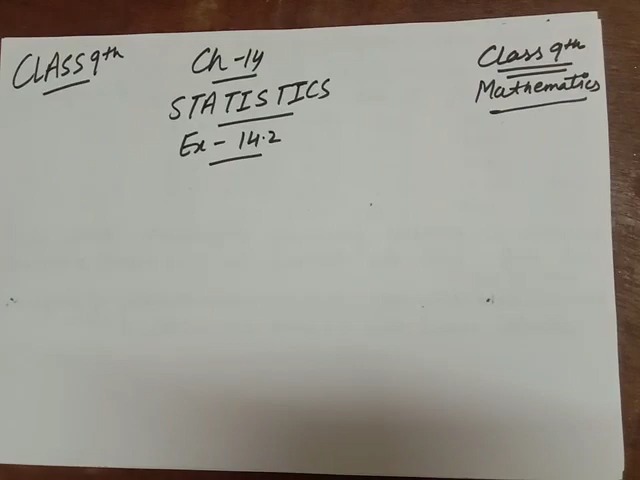 CLASS 9th
Ch-14
STATISTICS
Ex - 14.2
Class 9th
Mathematics